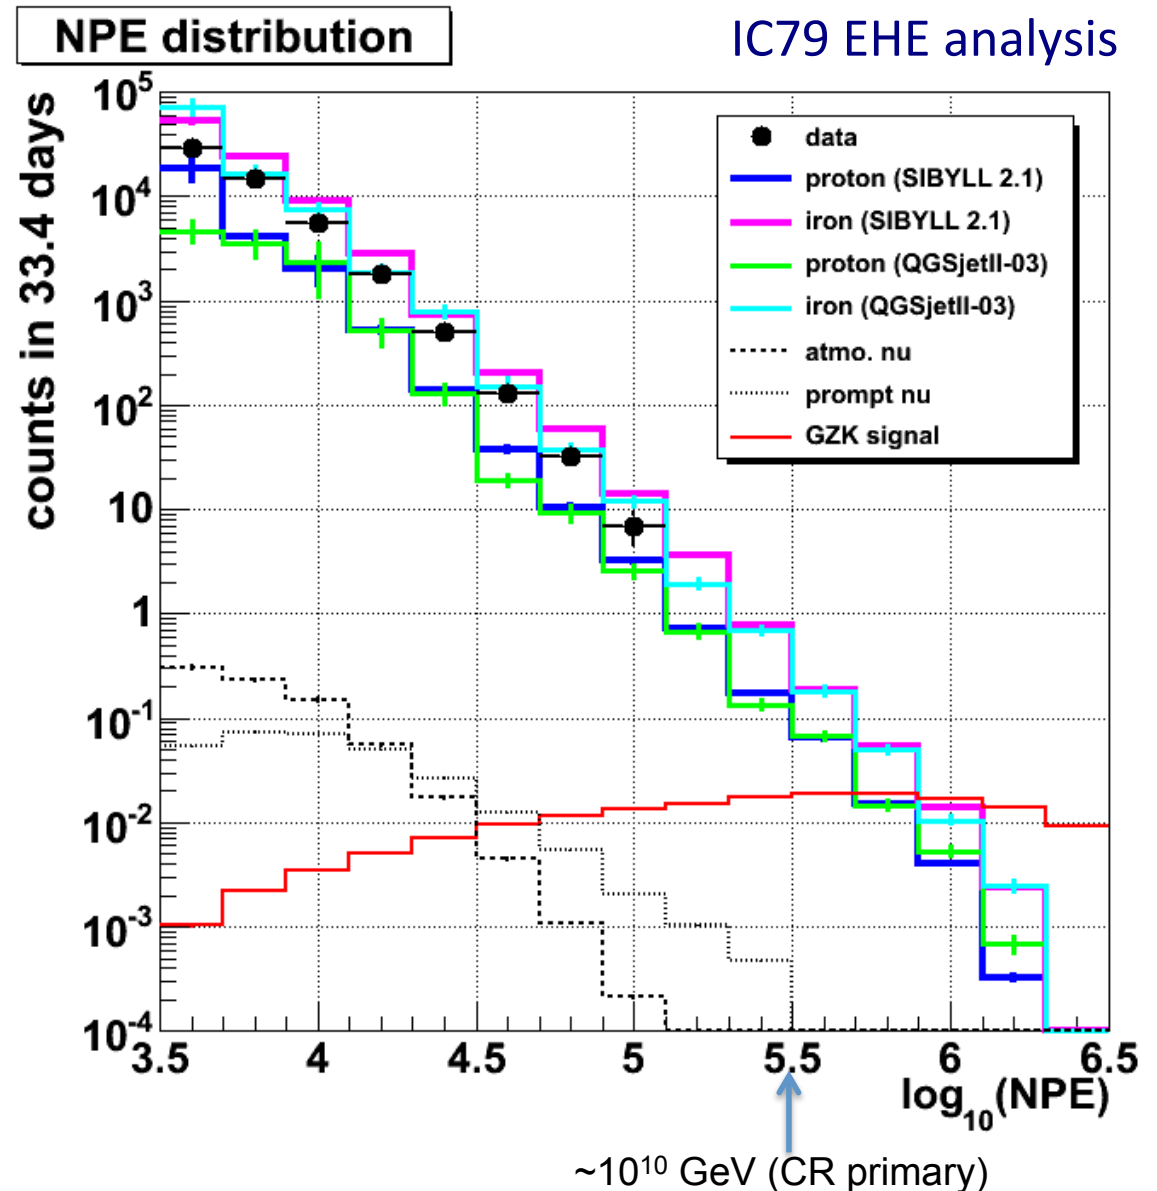 NPE distribution
IC79 EHE analysis
counts in 33.4 days
10^5
10^4
10^3
10^2
10
1
10^-1
10^-2
10^-3
10^-4
data
proton (SIBYLL 2.1)
iron (SIBYLL 2.1)
proton (QGSjetII-03)
iron (QGSjetII-03)
atmo. nu
prompt nu
GZK signal
3.5 4 4.5 5 5.5 6 6.5
log10(NPE)
~10^10 GeV (CR primary)